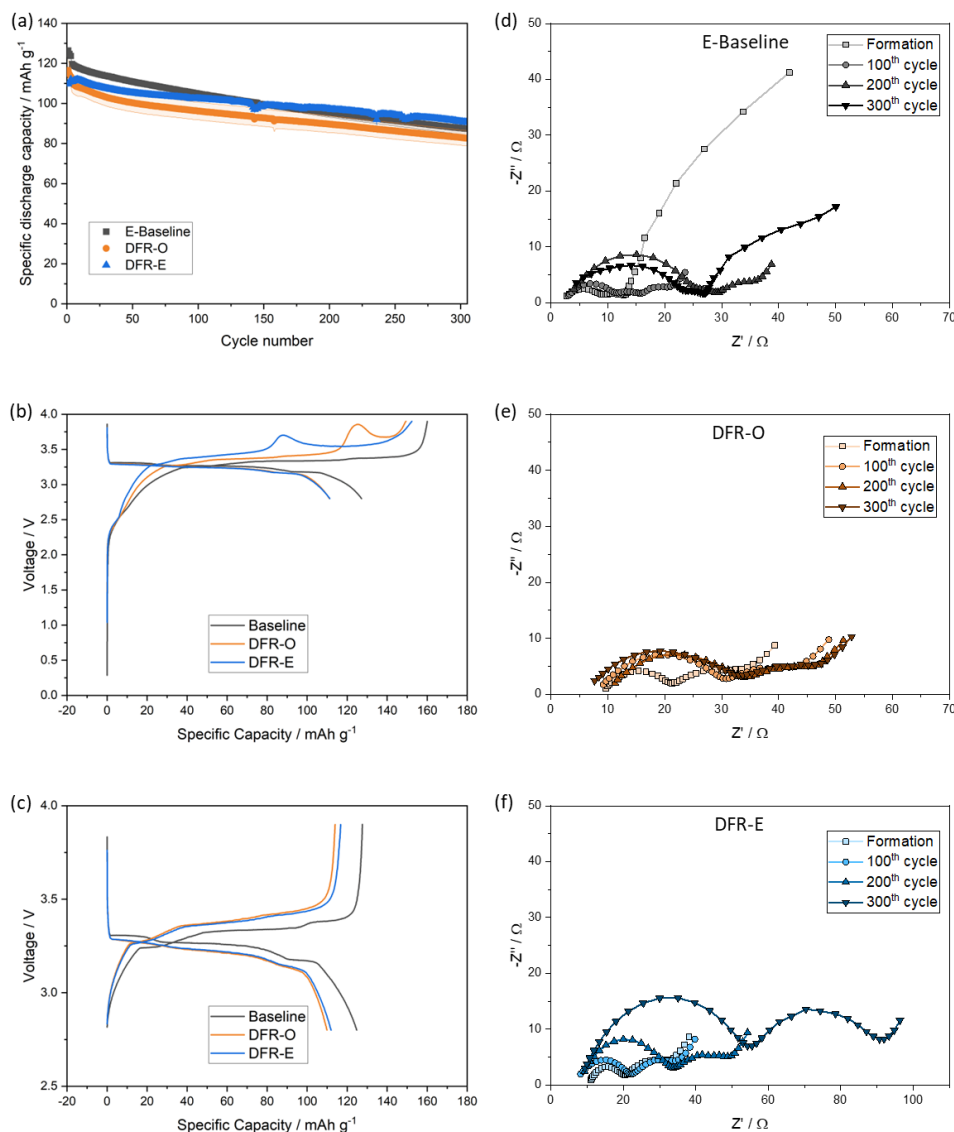 (a)
140
120
100
80
60
40
20
0
Specific discharge capacity / mAh g⁻¹
E-Baseline
DFR-O
DFR-E
0 50 100 150 200 250 300
Cycle number
(d)
E-Baseline
Formation
100th cycle
200th cycle
300th cycle
50
40
30
20
10
0
-Z'' / Ω
0 10 20 30 40 50 60 70
Z' / Ω
(b)
4.0
3.5
3.0
2.5
2.0
1.5
1.0
0.5
0.0
Voltage / V
Baseline
DFR-O
DFR-E
-20 0 20 40 60 80 100 120 140 160 180
Specific Capacity / mAh g⁻¹
(e)
DFR-O
Formation
100th cycle
200th cycle
300th cycle
50
40
30
20
10
0
-Z'' / Ω
0 10 20 30 40 50 60 70
Z' / Ω
(c)
4.0
3.5
3.0
2.5
Voltage / V
Baseline
DFR-O
DFR-E
-20 0 20 40 60 80 100 120 140 160 180
Specific Capacity / mAh g⁻¹
(f)
DFR-E
Formation
100th cycle
200th cycle
300th cycle
50
40
30
20
10
0
-Z'' / Ω
0 20 40 60 80 100
Z' / Ω